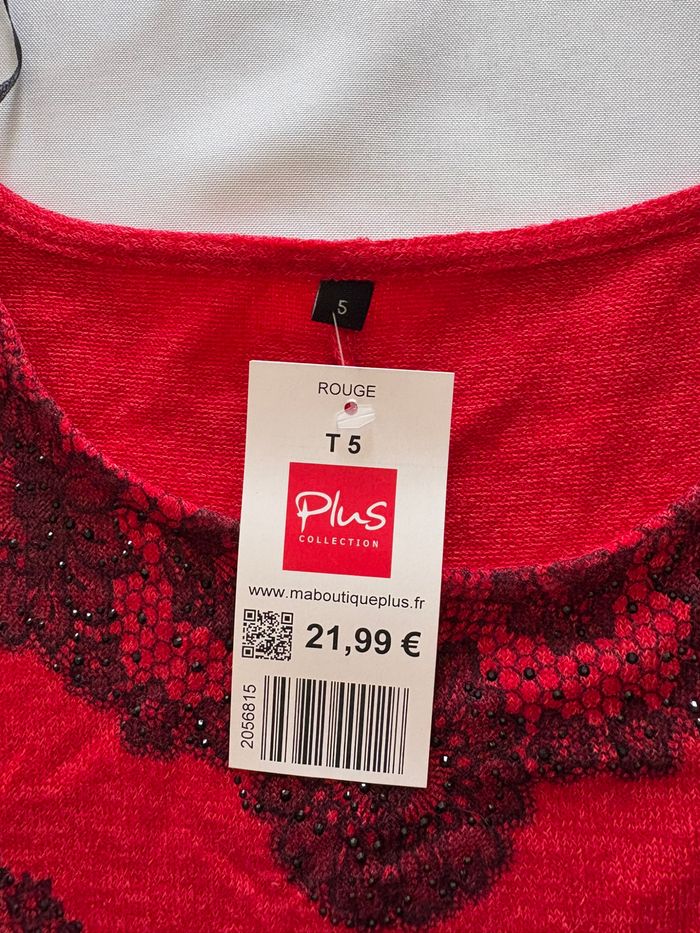 5
ROUGE
T 5
Plus
COLLECTION
www.maboutiqueplus.fr
21,99 €
2056815